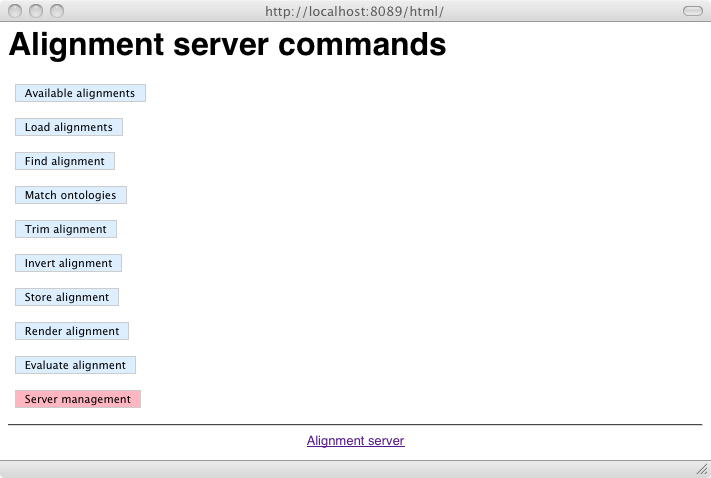 http://localhost:8089/html/
Alignment server commands
Available alignments
Load alignments
Find alignment
Match ontologies
Trim alignment
Invert alignment
Store alignment
Render alignment
Evaluate alignment
Server management
Alignment server